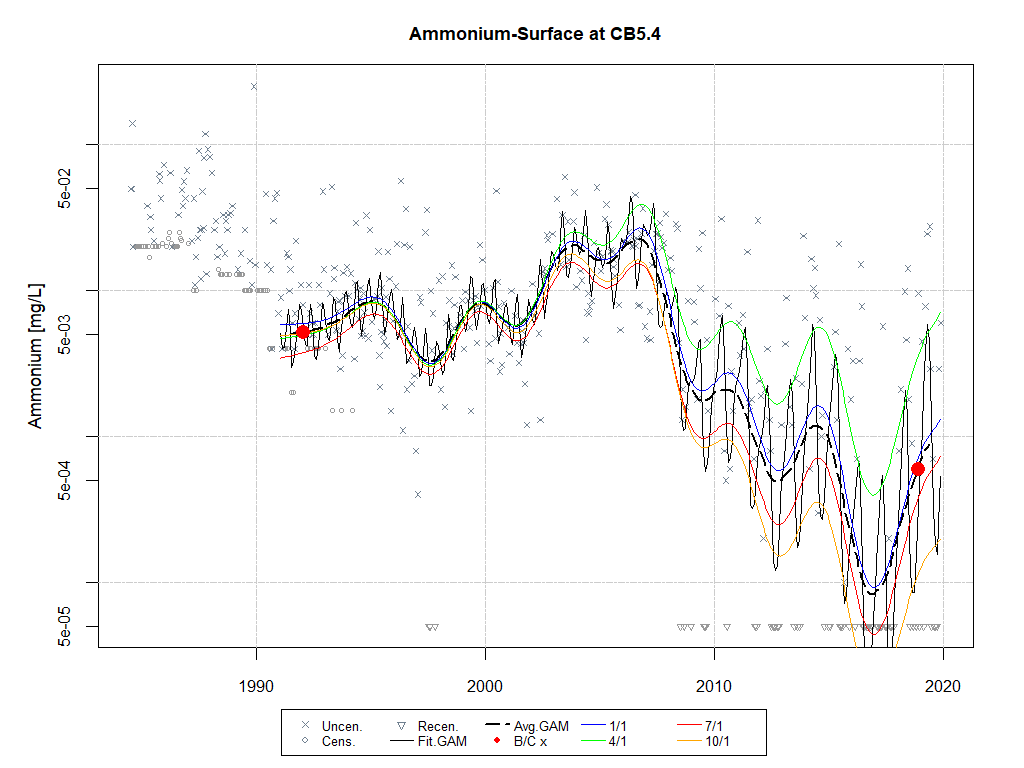 Ammonium-Surface at CB5.4
Ammonium [mg/L]
5e-02
5e-03
5e-04
5e-05
1990 2000 2010 2020
Uncen. Recen. Avg.GAM 1/1 7/1
Cens. Fit.GAM B/C x 4/1 10/1